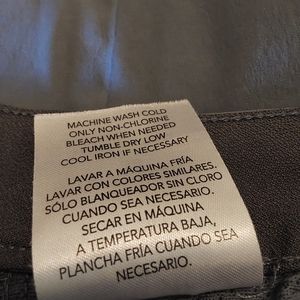 MACHINE WASH COLD
ONLY NON-CHLORINE
BLEACH WHEN NEEDED
TUMBLE DRY LOW
COOL IRON IF NECESSARY
LAVAR A MÁQUINA FRÍA
LAVAR CON COLORES SIMILARES.
SÓLO BLANQUEADOR SIN CLORO
CUANDO SEA NECESARIO.
SECAR EN MÁQUINA
A TEMPERATURA BAJA,
PLANCHA FRÍA CUANDO SEA
NECESARIO.